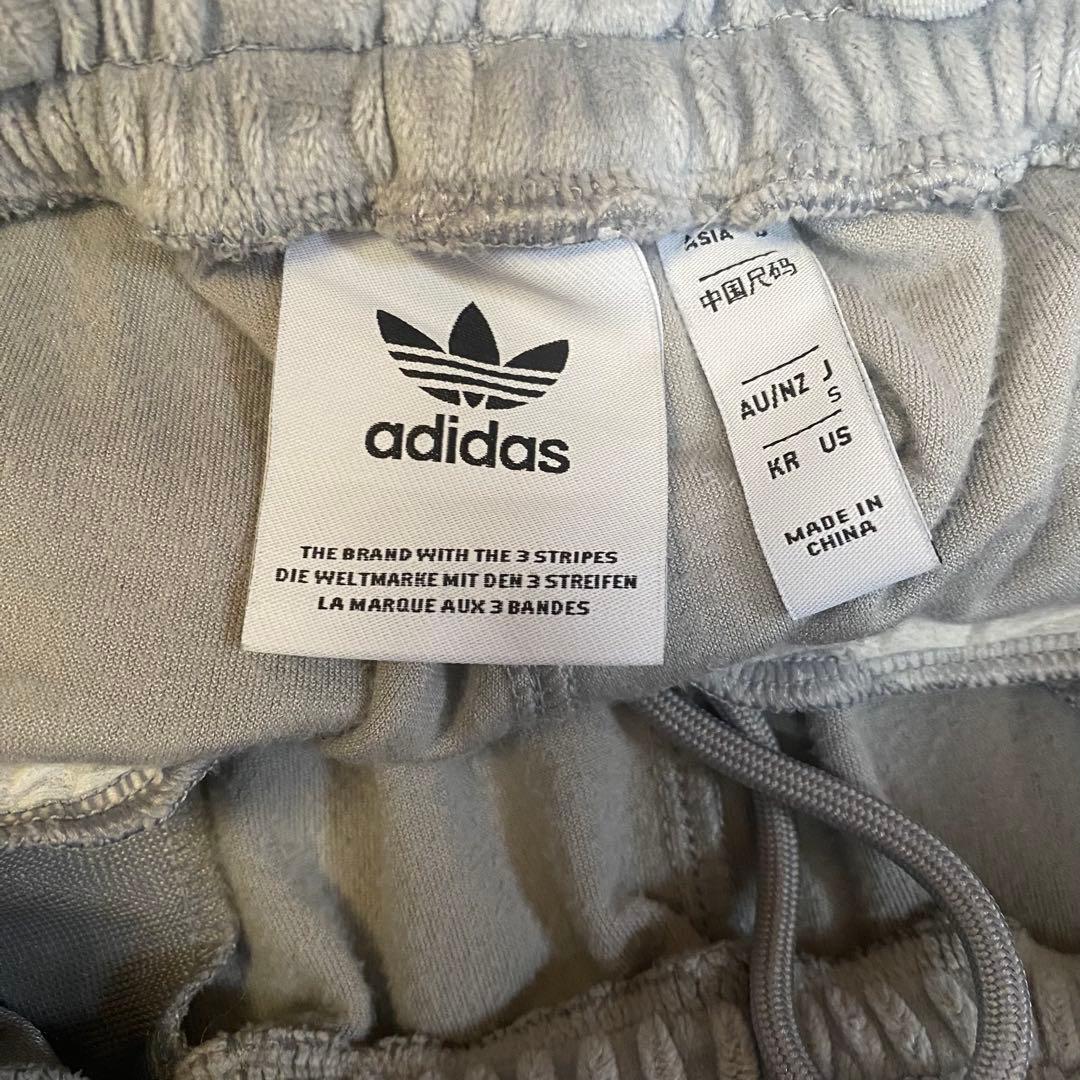 adidas
THE BRAND WITH THE 3 STRIPES
DIE WELTMARKE MIT DEN 3 STREIFEN
LA MARQUE AUX 3 BANDES
ASIA
中国尺码
AU/NZ J
S
KR US
MADE IN
CHINA